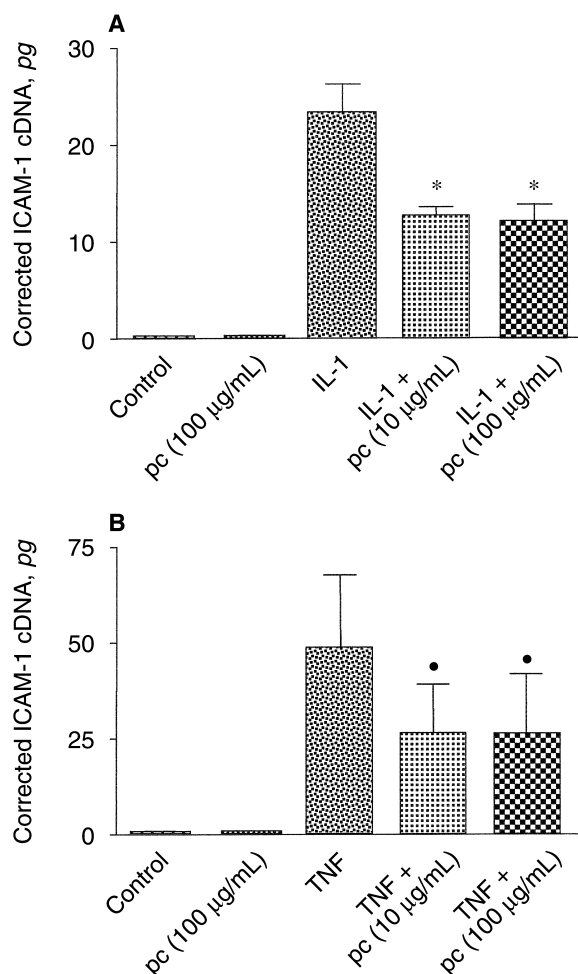 A
Corrected ICAM-1 cDNA, pg
30
20
10
0
*
*
Control
pc (100 μg/mL)
IL-1
IL-1 +
pc (10 μg/mL)
IL-1 +
pc (100 μg/mL)
B
Corrected ICAM-1 cDNA, pg
75
50
25
0
Control
pc (100 μg/mL)
TNF
TNF +
pc (10 μg/mL)
TNF +
pc (100 μg/mL)